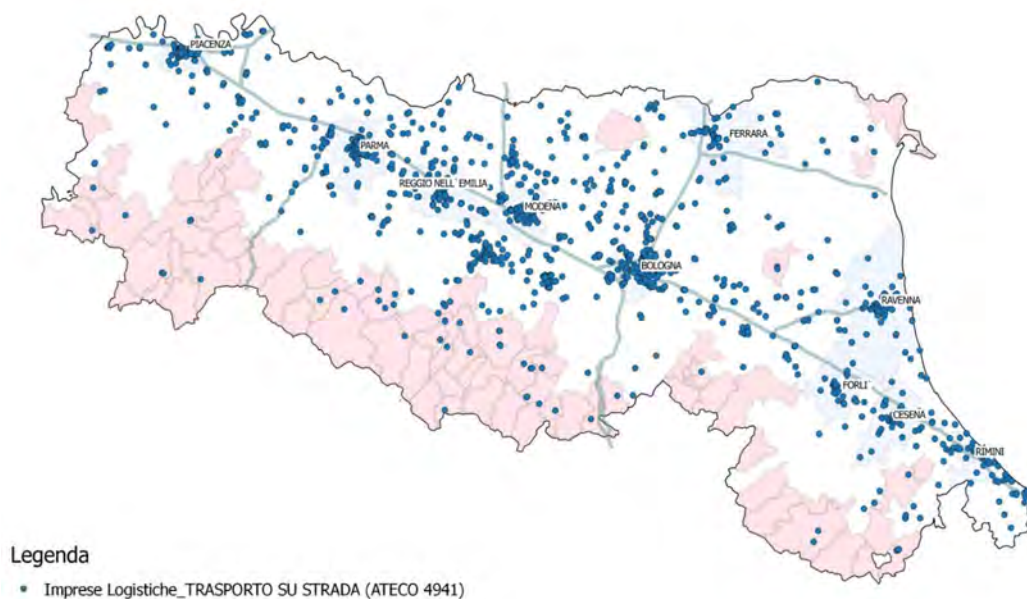 PIACENZA
FERRARA
PARMA
REGGIO NELL`EMILIA
MODENA
BOLOGNA
RAVENNA
FORLI`
CESENA
RIMINI
Legenda
Imprese Logistiche_TRASPORTO SU STRADA (ATECO 4941)